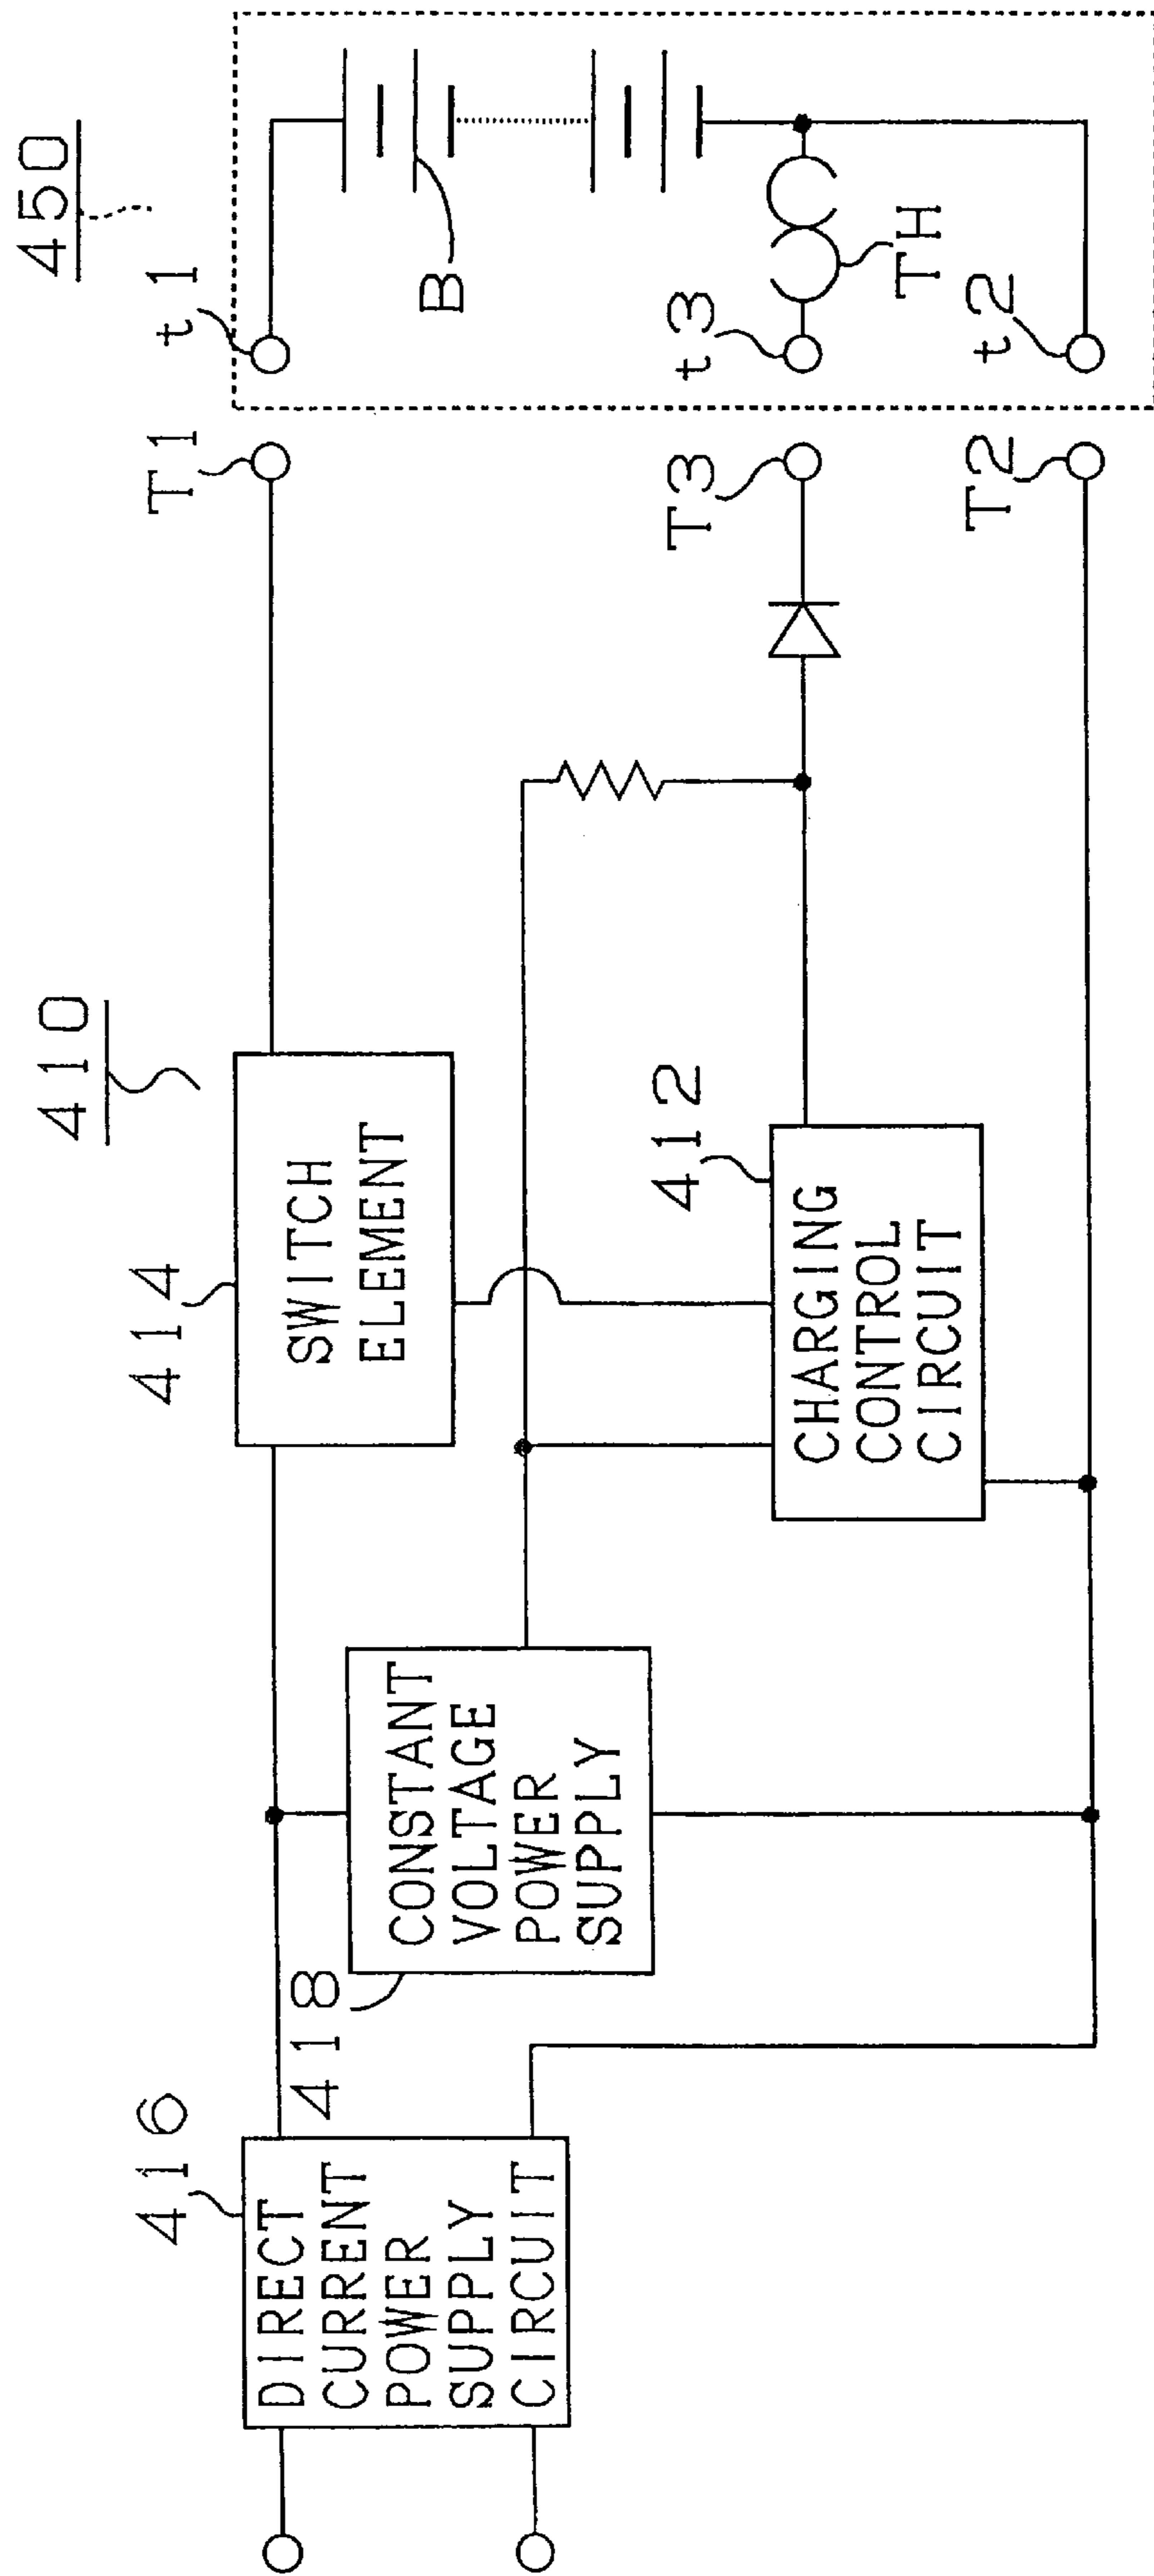 450
410
t1
T1
414
SWITCH
ELEMENT
B
t3
T3
TH
t2
T2
412
CHARGING
CONTROL
CIRCUIT
418
CONSTANT
VOLTAGE
POWER
SUPPLY
416
DIRECT
CURRENT
POWER
SUPPLY
CIRCUIT